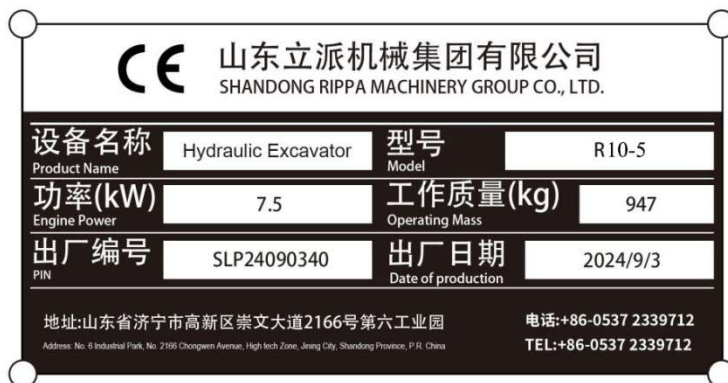 CE 山东立派机械集团有限公司
SHANDONG RIPPA MACHINERY GROUP CO., LTD.
设备名称 Hydraulic Excavator 型号 R10-5
Product Name Model
功率(kW) 7.5 工作质量(kg) 947
Engine Power Operating Mass
出厂编号 SLP24090340 出厂日期 2024/9/3
PIN Date of production
地址:山东省济宁市高新区崇文大道2166号第六工业园 电话:+86-0537 2339712
Address: No. 6 Industrial Park, No. 2166 Chongwen Avenue, High tech Zone, Jining City, Shandong Province, P.R. China TEL:+86-0537 2339712